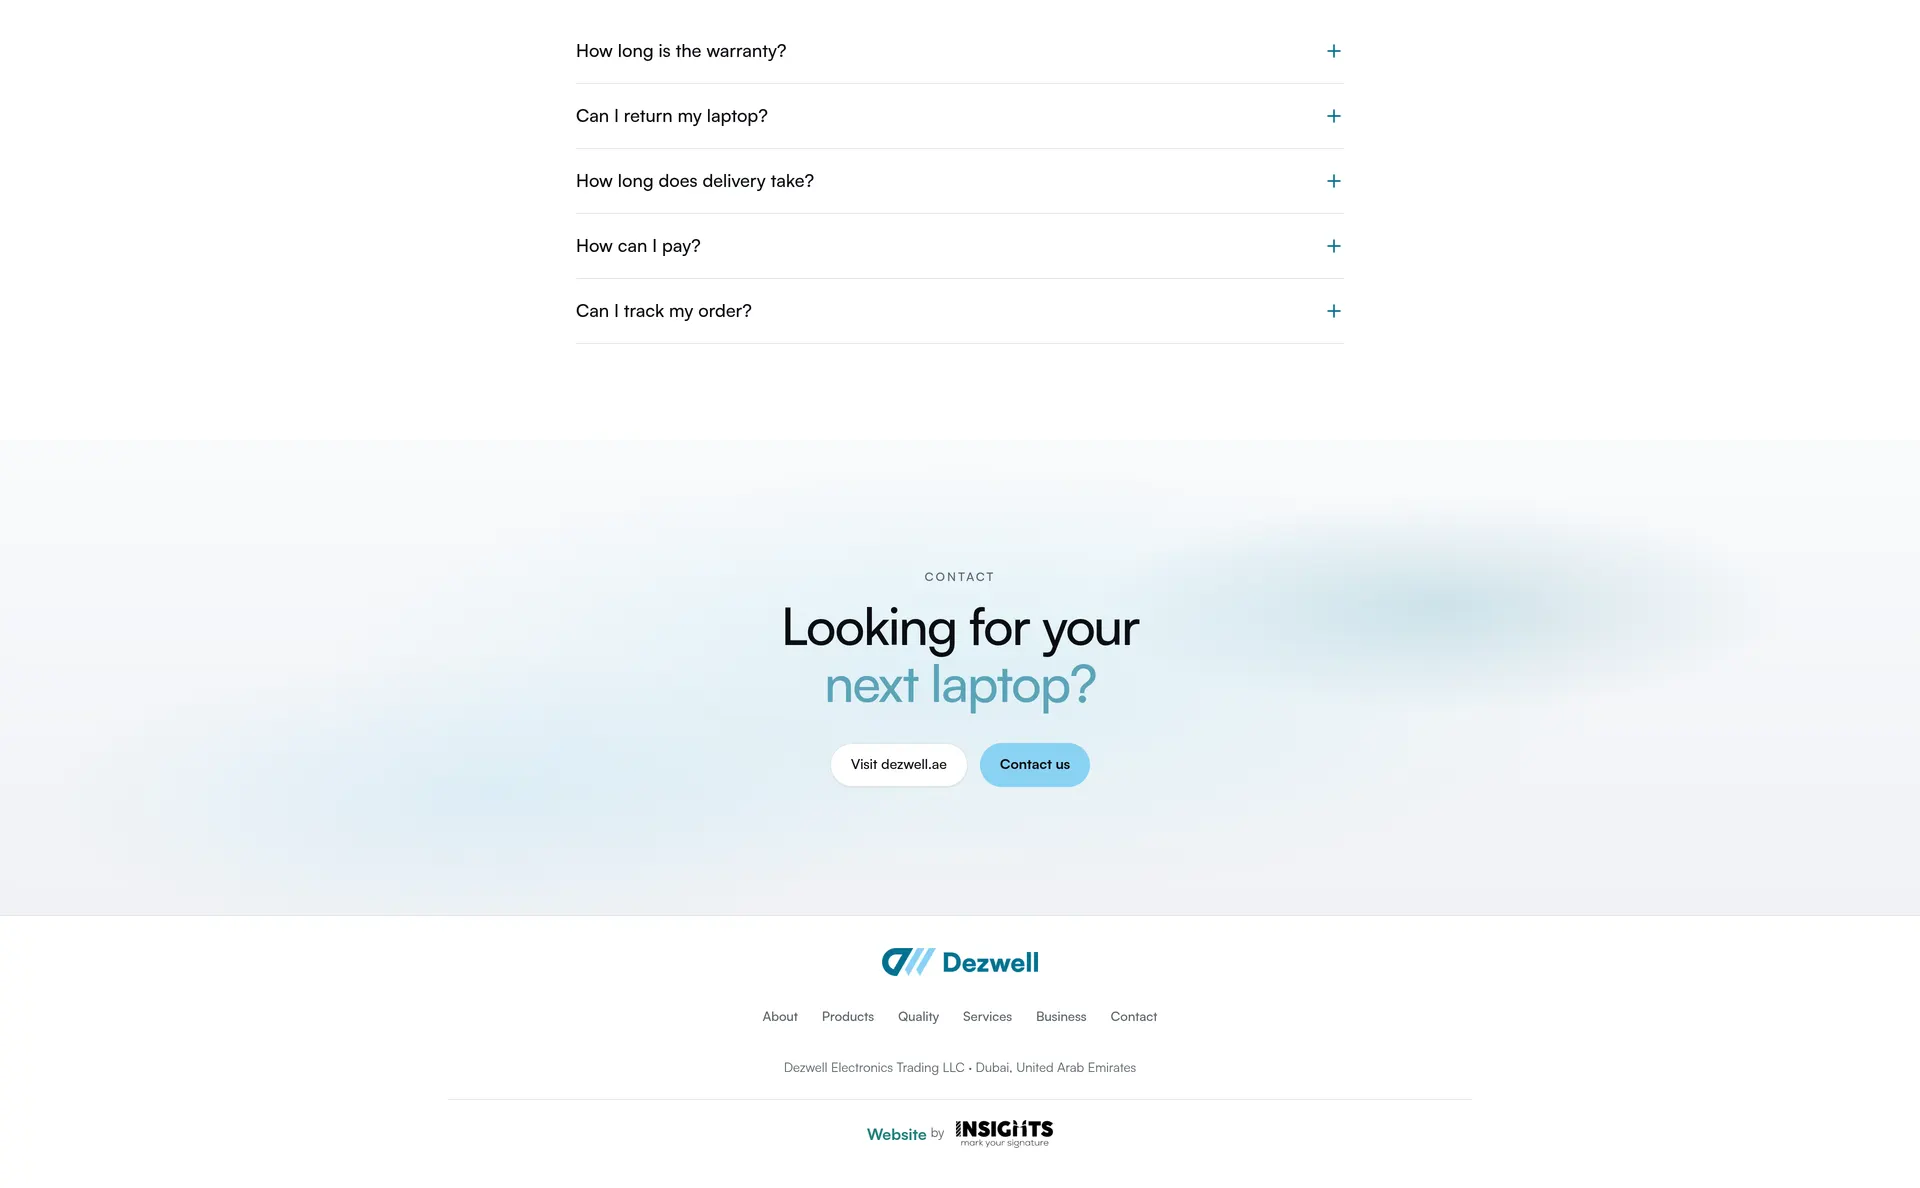 How long is the warranty?
Can I return my laptop?
How long does delivery take?
How can I pay?
Can I track my order?
CONTACT
Looking for your
next laptop?
Visit dezwell.ae
Contact us
Dezwell
About Products Quality Services Business Contact
Dezwell Electronics Trading LLC · Dubai, United Arab Emirates
Website by INSIGHTS
mark your signature